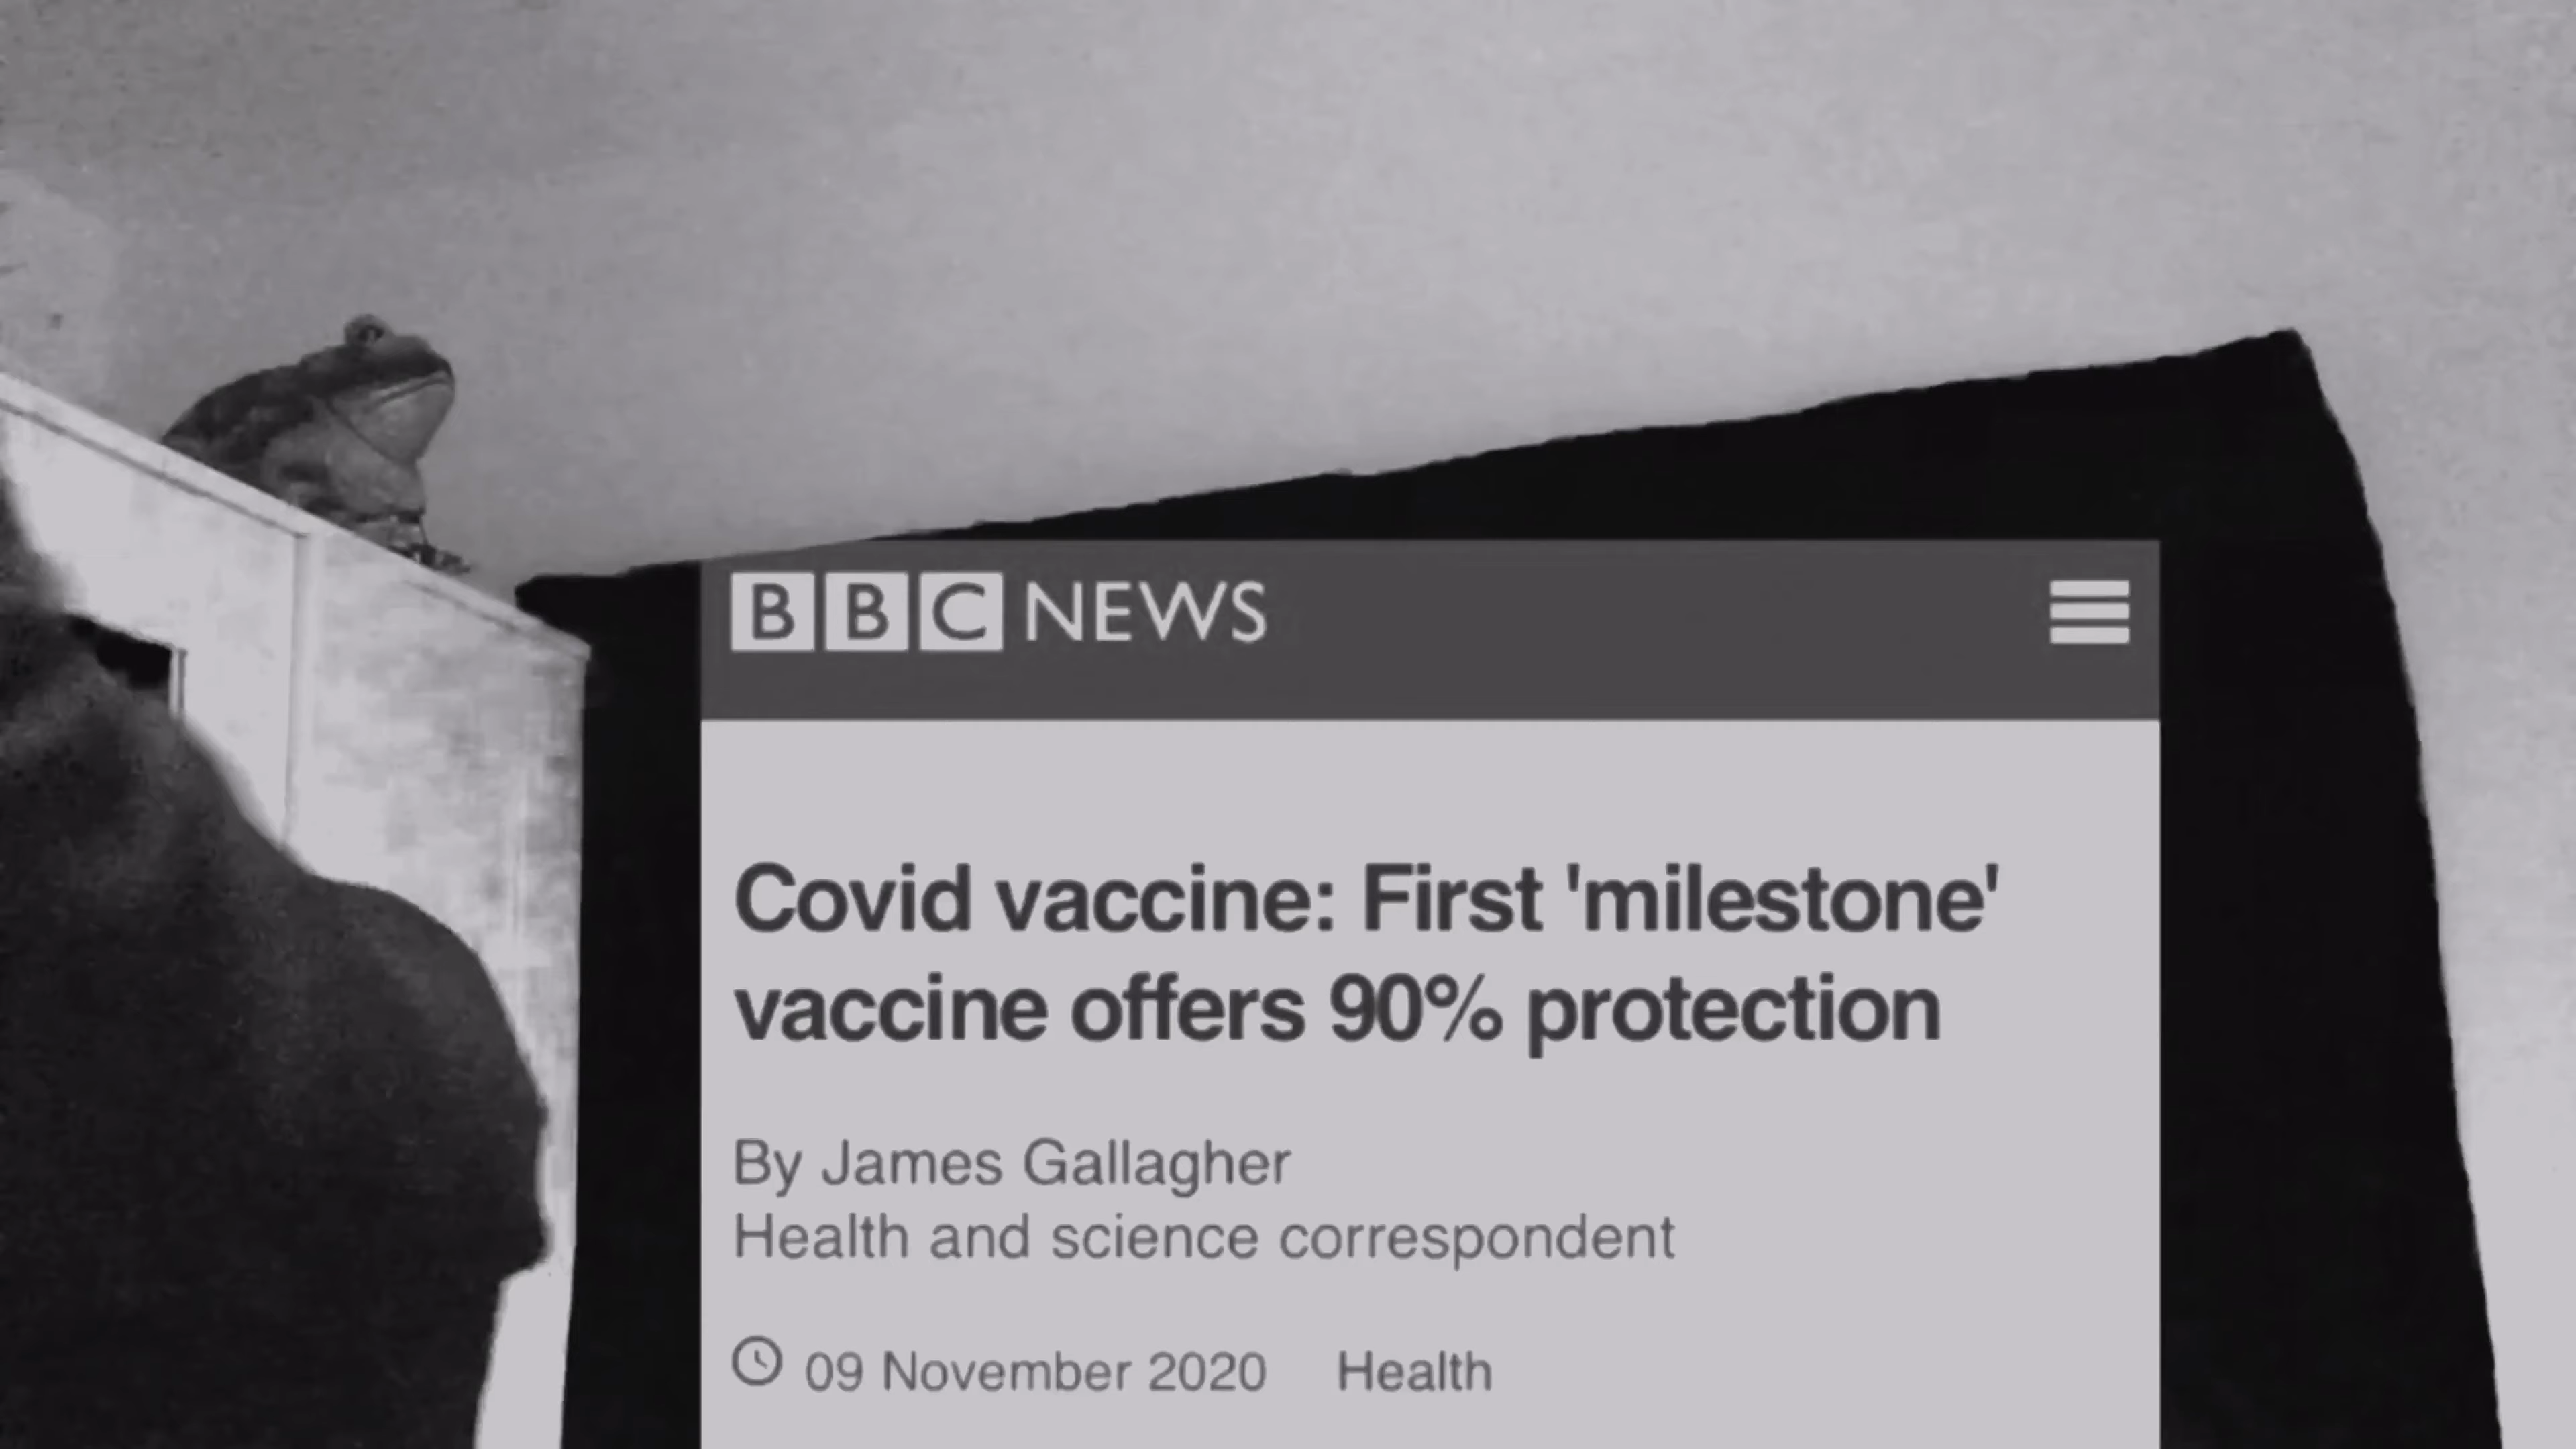 BBC NEWS
Covid vaccine: First 'milestone'
vaccine offers 90% protection
By James Gallagher
Health and science correspondent
09 November 2020 Health